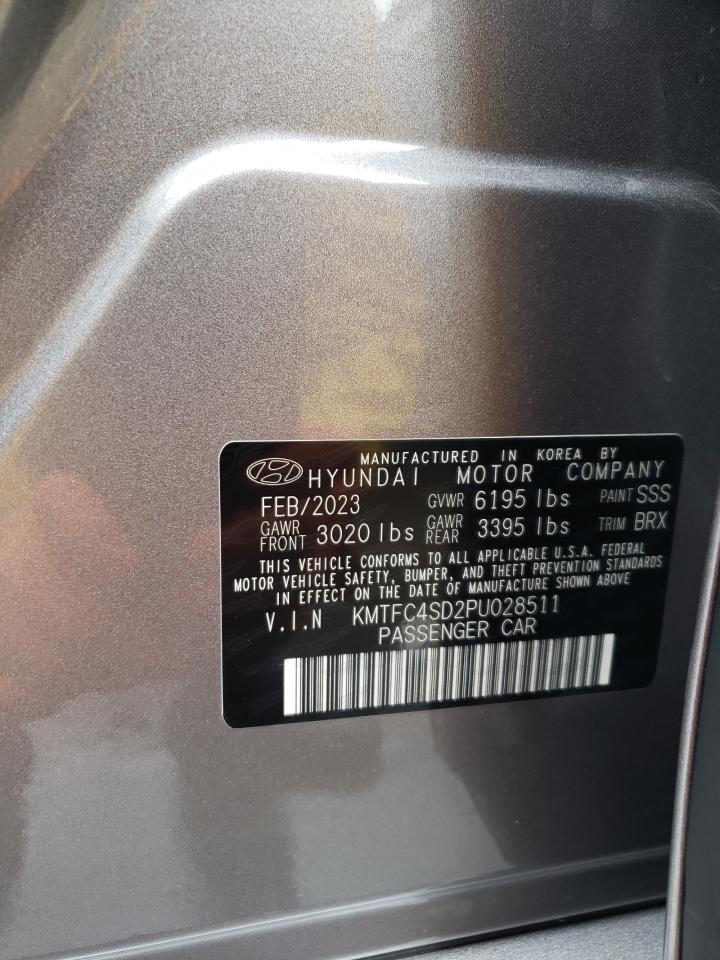 MANUFACTURED IN KOREA BY
HYUNDAI MOTOR COMPANY
FEB/2023 GVWR 6195 lbs PAINT SSS
GAWR FRONT 3020 lbs GAWR REAR 3395 lbs TRIM BRX
THIS VEHICLE CONFORMS TO ALL APPLICABLE U.S.A. FEDERAL
MOTOR VEHICLE SAFETY, BUMPER, AND THEFT PREVENTION STANDARDS
IN EFFECT ON THE DATE OF MANUFACTURE SHOWN ABOVE
V.I.N KMTFC4SD2PU028511
PASSENGER CAR